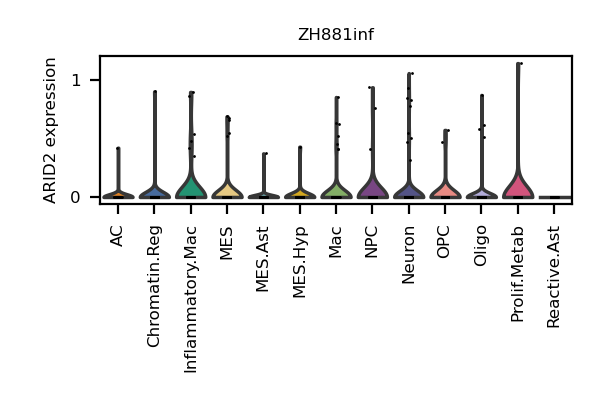 ZH881inf
ARID2 expression
1
0
AC
Chromatin.Reg
Inflammatory.Mac
MES
MES.Ast
MES.Hyp
Mac
NPC
Neuron
OPC
Oligo
Prolif.Metab
Reactive.Ast